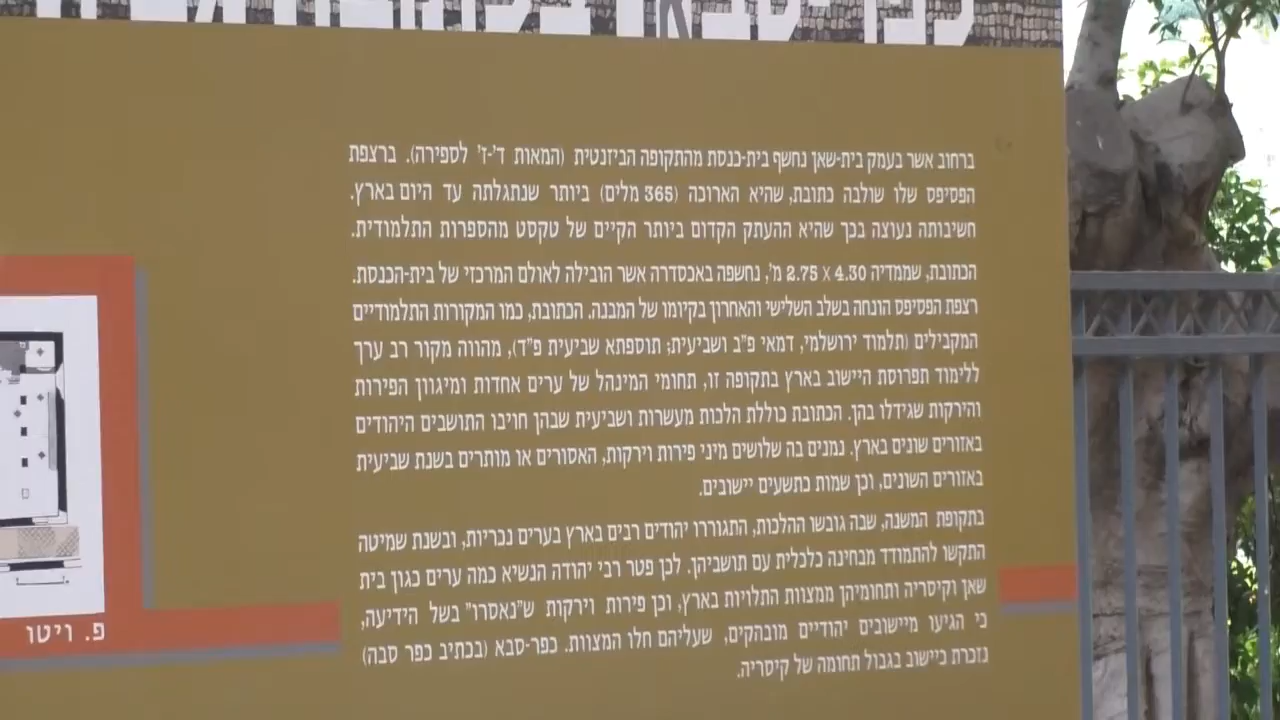 כפר סבא
ברחוב אשר בעמק בית-שאן נחשף בית-כנסת מהתקופה הביזנטית (המאות ד'-ז' לספירה). ברצפת
הפסיפס שלו שולבה כתובת, שהיא הארוכה (365 מלים) ביותר שנתגלתה עד היום בארץ.
חשיבותה נעוצה בכך שהיא ההעתק הקדום ביותר הקיים של טקסט מהספרות התלמודית.
הכתובת, שממדיה 4.30 x 2.75 מ', נחשפה באכסדרה אשר הובילה לאולם המרכזי של בית-הכנסת.
רצפת הפסיפס הונחה בשלב השלישי והאחרון בקיומו של המבנה. הכתובת, כמו המקורות התלמודיים
המקבילים (תלמוד ירושלמי, דמאי פ"ב ושביעית; תוספתא שביעית פ"ד), מהווה מקור רב ערך
ללימוד תפרוסת היישוב בארץ בתקופה זו, תחומי המינהל של ערים אחדות ומיגוון הפירות
והירקות שגידלו בהן. הכתובת כוללת הלכות מעשרות ושביעית שבהן חויבו התושבים היהודים
באזורים שונים בארץ. נמנים בה שלושים מיני פירות וירקות, האסורים או מותרים בשנת שביעית
באזורים השונים, וכן שמות כתשעים יישובים.
בתקופת המשנה, שבה גובשו ההלכות, התגוררו יהודים רבים בארץ בערים נכריות, ובשנת שמיטה
התקשו להתמודד מבחינה כלכלית עם תושביהן. לכן פטר רבי יהודה הנשיא כמה ערים כגון בית
שאן וקיסריה ותחומיהן ממצוות התלויות בארץ, וכן פירות וירקות ש"נאסרו" בשל הידיעה,
כי הגיעו מיישובים יהודיים מובהקים, שעליהם חלו המצוות. כפר-סבא (בכתיב כפר סבה)
נזכרת כיישוב בגבול תחומה של קיסריה.
פ. ויטו